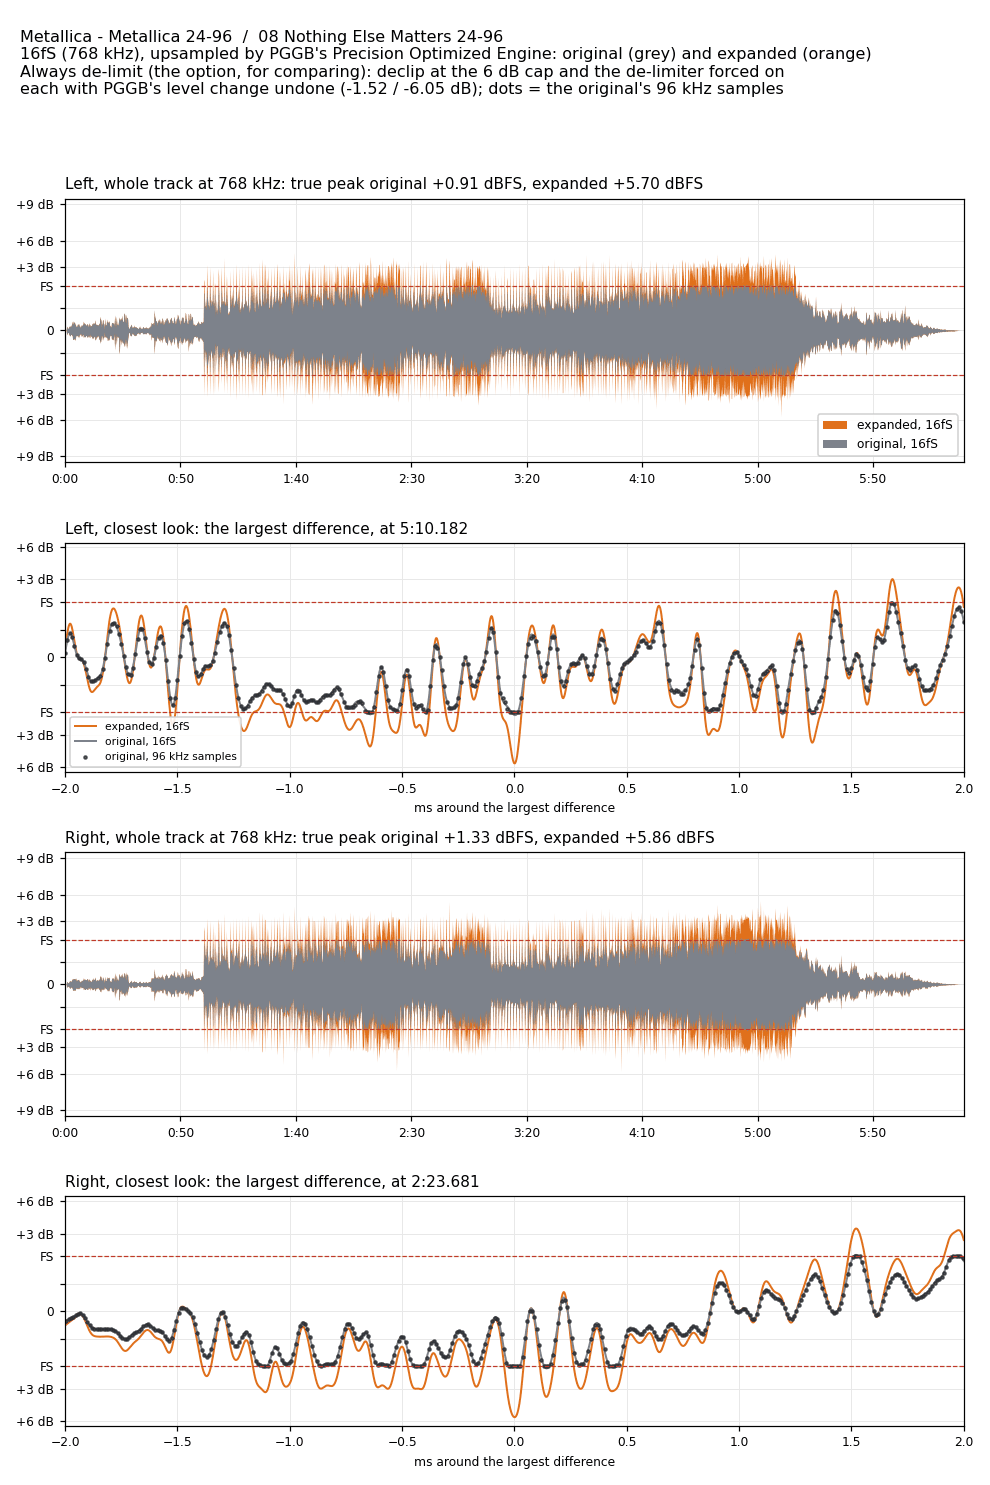 Metallica - Metallica 24-96 / 08 Nothing Else Matters 24-96
16fS (768 kHz), upsampled by PGGB's Precision Optimized Engine: original (grey) and expanded (orange)
Always de-limit (the option, for comparing): declip at the 6 dB cap and the de-limiter forced on
each with PGGB's level change undone (-1.52 / -6.05 dB); dots = the original's 96 kHz samples
Left, whole track at 768 kHz: true peak original +0.91 dBFS, expanded +5.70 dBFS
+9 dB
+6 dB
+3 dB
FS
0
FS
+3 dB
+6 dB
+9 dB
expanded, 16fS
original, 16fS
0:00 0:50 1:40 2:30 3:20 4:10 5:00 5:50
Left, closest look: the largest difference, at 5:10.182
+6 dB
+3 dB
FS
0
FS
+3 dB
+6 dB
expanded, 16fS
original, 16fS
original, 96 kHz samples
−2.0 −1.5 −1.0 −0.5 0.0 0.5 1.0 1.5 2.0
ms around the largest difference
Right, whole track at 768 kHz: true peak original +1.33 dBFS, expanded +5.86 dBFS
+9 dB
+6 dB
+3 dB
FS
0
FS
+3 dB
+6 dB
+9 dB
0:00 0:50 1:40 2:30 3:20 4:10 5:00 5:50
Right, closest look: the largest difference, at 2:23.681
+6 dB
+3 dB
FS
0
FS
+3 dB
+6 dB
−2.0 −1.5 −1.0 −0.5 0.0 0.5 1.0 1.5 2.0
ms around the largest difference